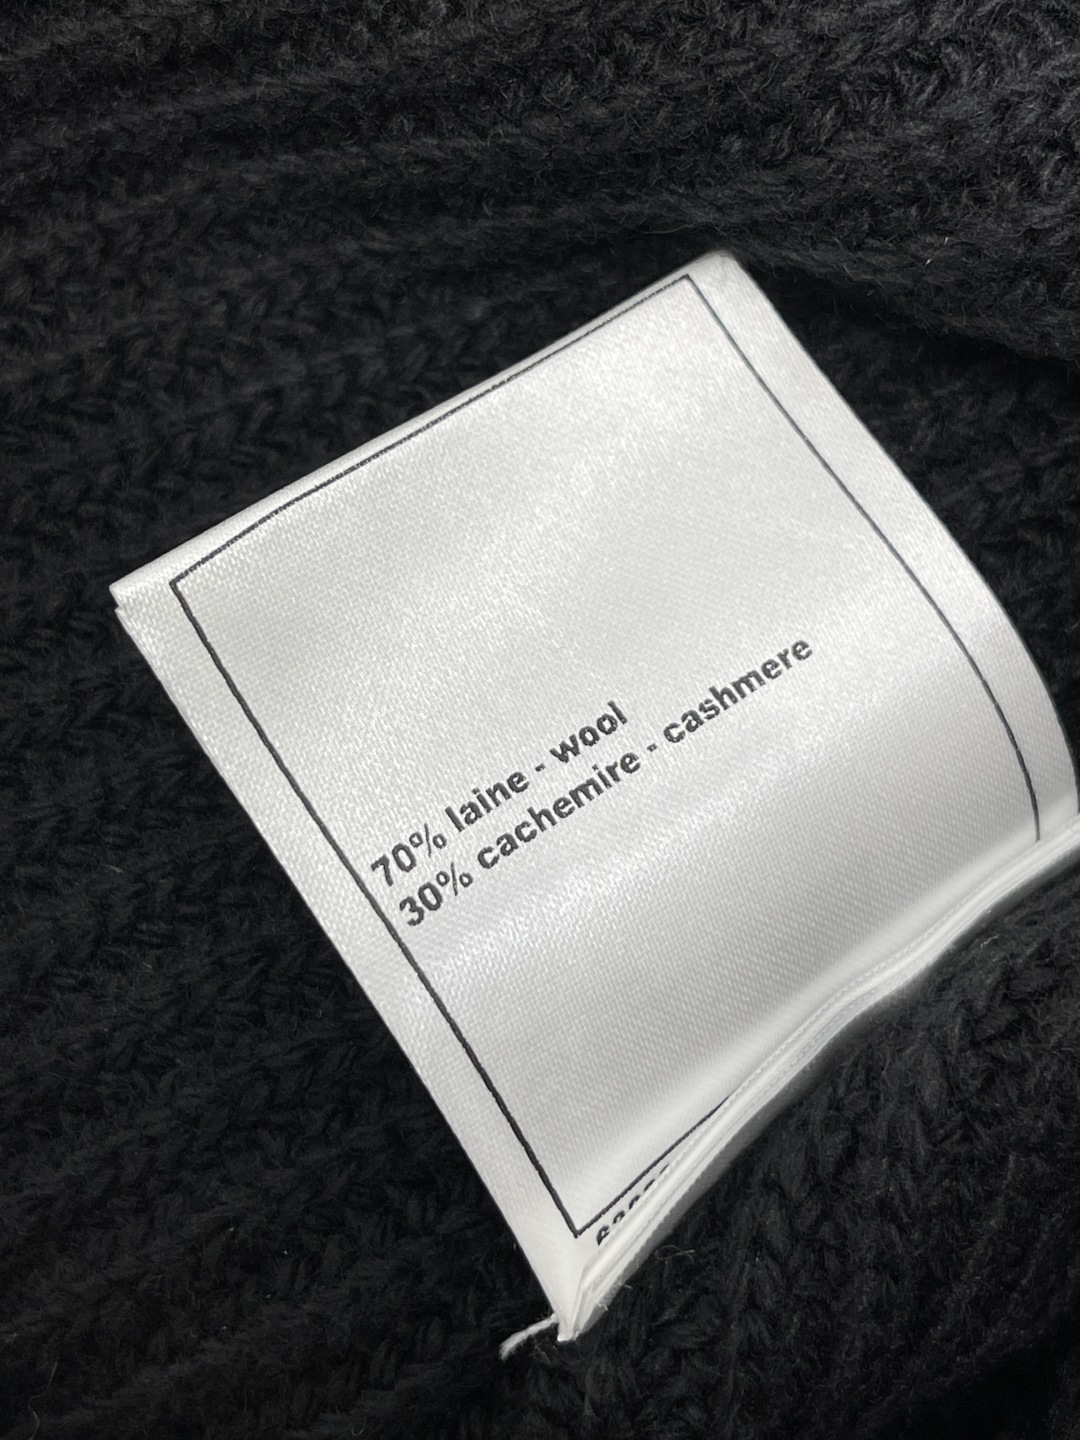 70% laine - wool
30% cachemire - cashmere